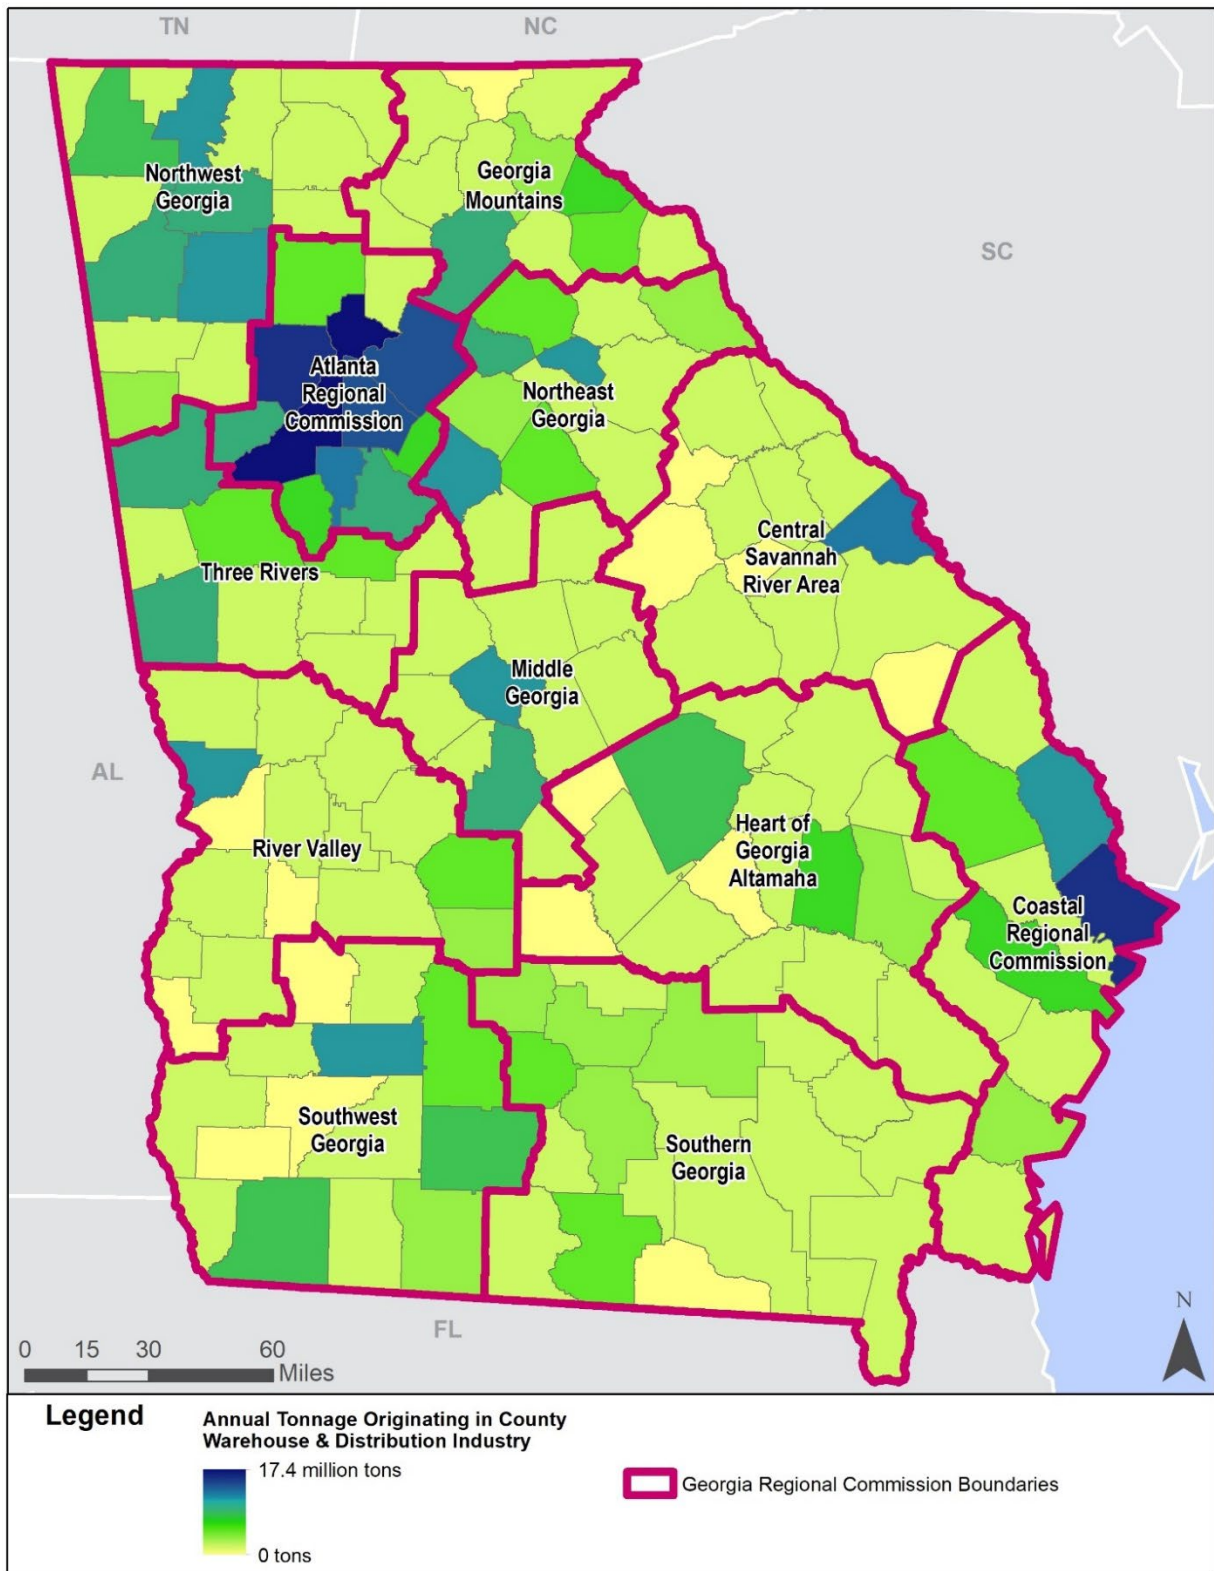 TN
NC
Northwest
Georgia
Georgia
Mountains
SC
Atlanta
Regional
Commission
Northeast
Georgia
Central
Savannah
River Area
Three Rivers
Middle
Georgia
AL
River Valley
Heart of
Georgia
Altamaha
Coastal
Regional
Commission
Southwest
Georgia
Southern
Georgia
FL
N
0 15 30 60
Miles
Legend
Annual Tonnage Originating in County
Warehouse & Distribution Industry
17.4 million tons
0 tons
Georgia Regional Commission Boundaries